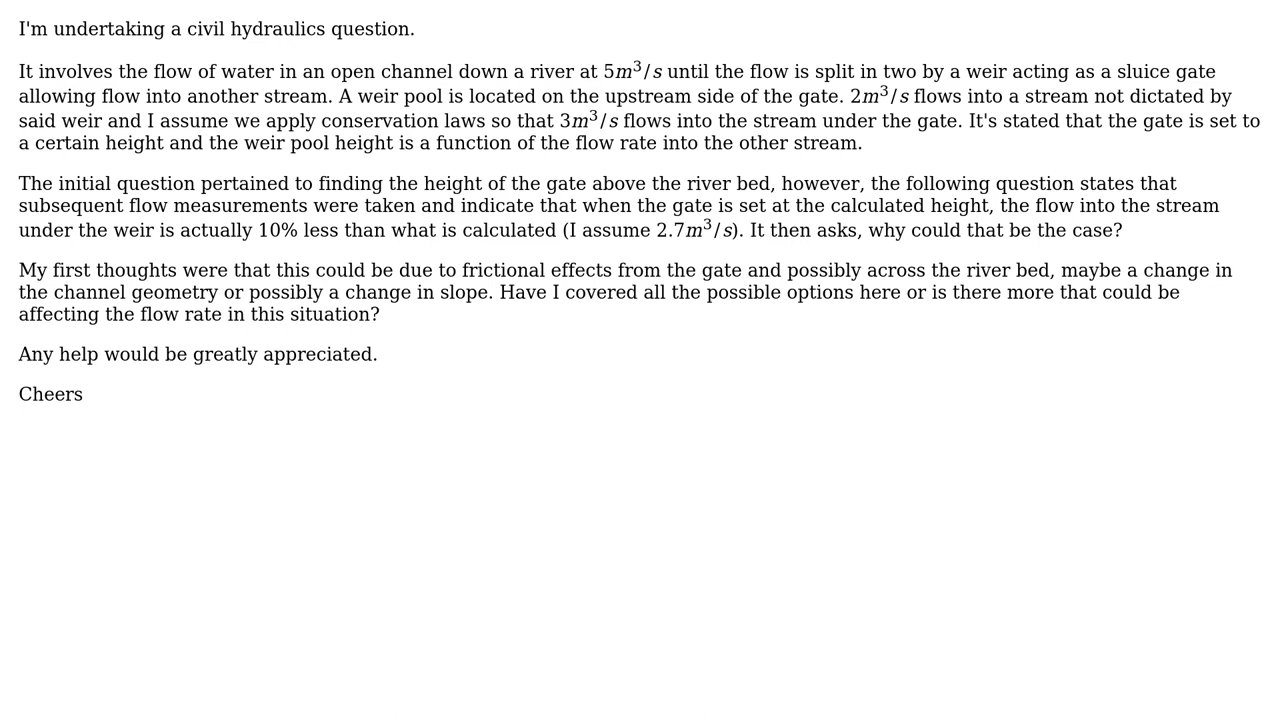 I'm undertaking a civil hydraulics question.
It involves the flow of water in an open channel down a river at 5m³/s until the flow is split in two by a weir acting as a sluice gate
allowing flow into another stream. A weir pool is located on the upstream side of the gate. 2m³/s flows into a stream not dictated by
said weir and I assume we apply conservation laws so that 3m³/s flows into the stream under the gate. It's stated that the gate is set to
a certain height and the weir pool height is a function of the flow rate into the other stream.
The initial question pertained to finding the height of the gate above the river bed, however, the following question states that
subsequent flow measurements were taken and indicate that when the gate is set at the calculated height, the flow into the stream
under the weir is actually 10% less than what is calculated (I assume 2.7m³/s). It then asks, why could that be the case?
My first thoughts were that this could be due to frictional effects from the gate and possibly across the river bed, maybe a change in
the channel geometry or possibly a change in slope. Have I covered all the possible options here or is there more that could be
affecting the flow rate in this situation?
Any help would be greatly appreciated.
Cheers